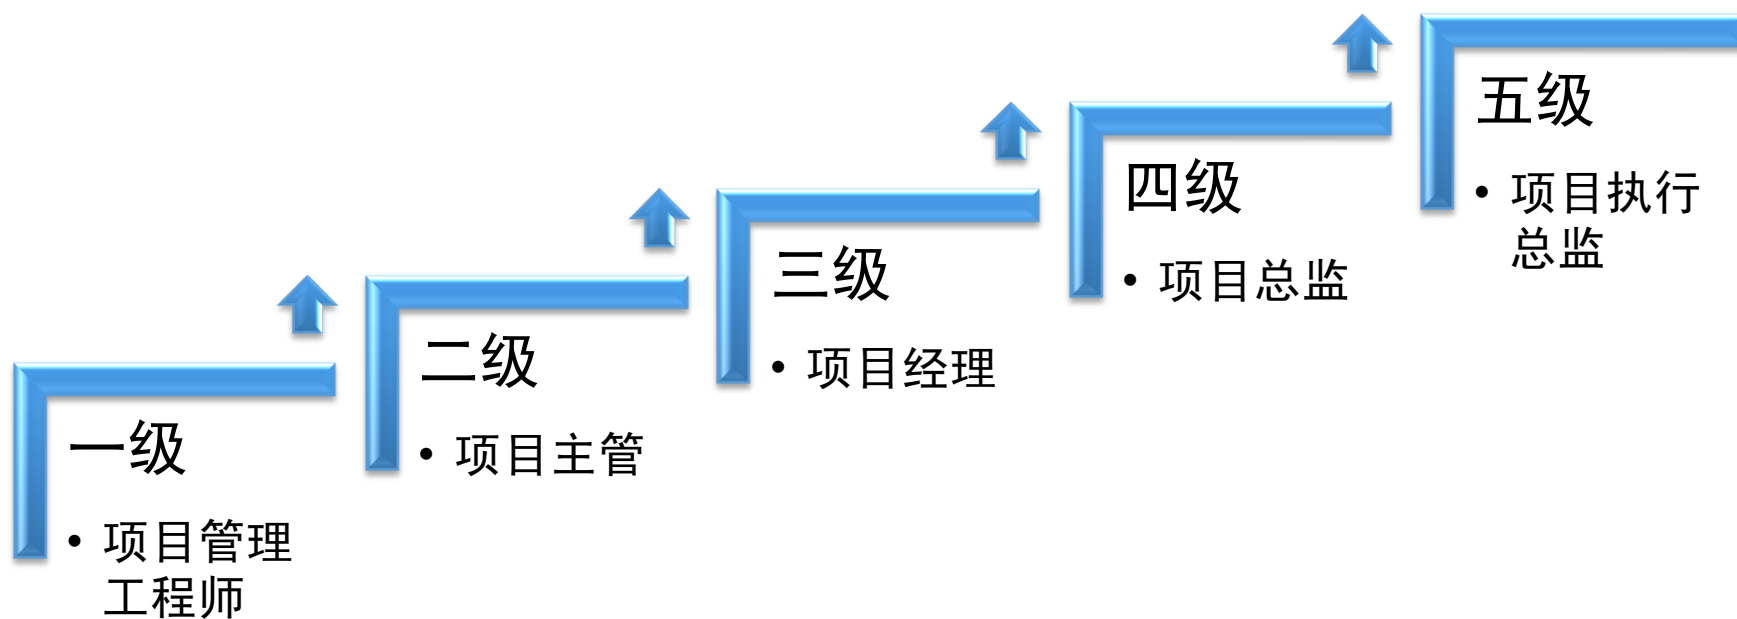 一级
• 项目管理
工程师
二级
• 项目主管
三级
• 项目经理
四级
• 项目总监
五级
• 项目执行
总监